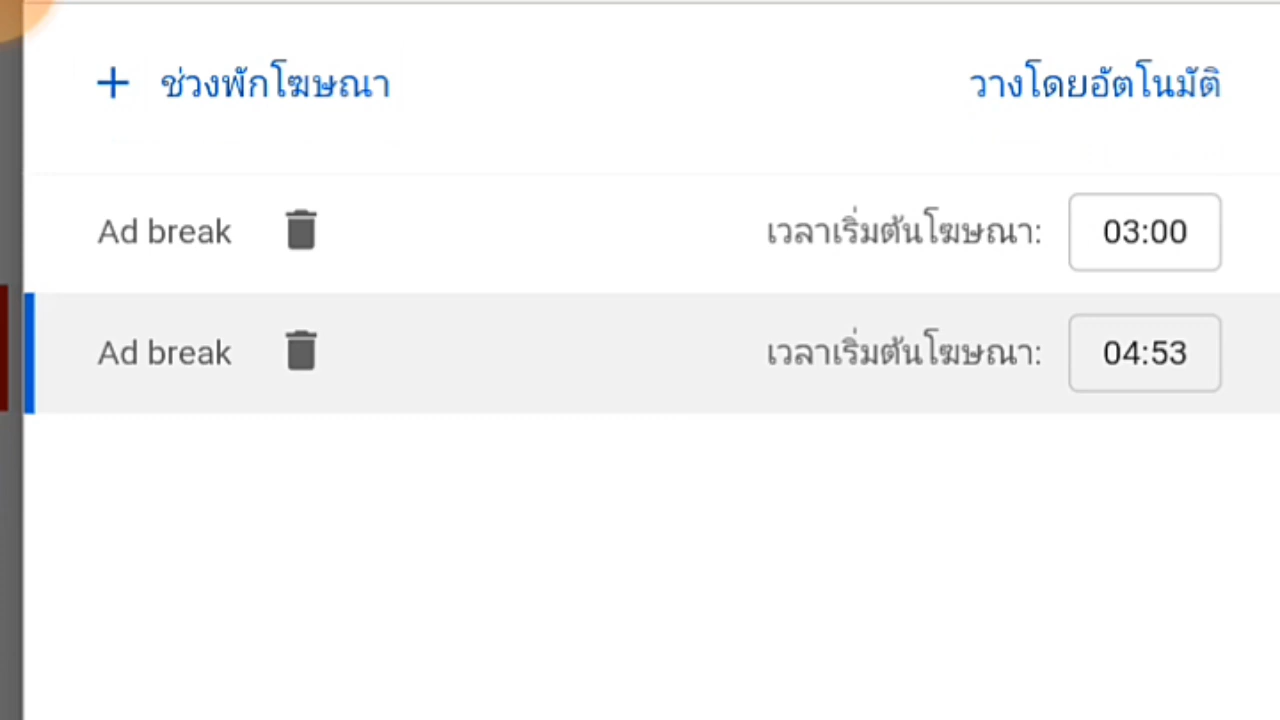 + ช่วงพักโฆษณา วางโดยอัตโนมัติ
Ad break เวลาเริ่มต้นโฆษณา: 03:00
Ad break เวลาเริ่มต้นโฆษณา: 04:53